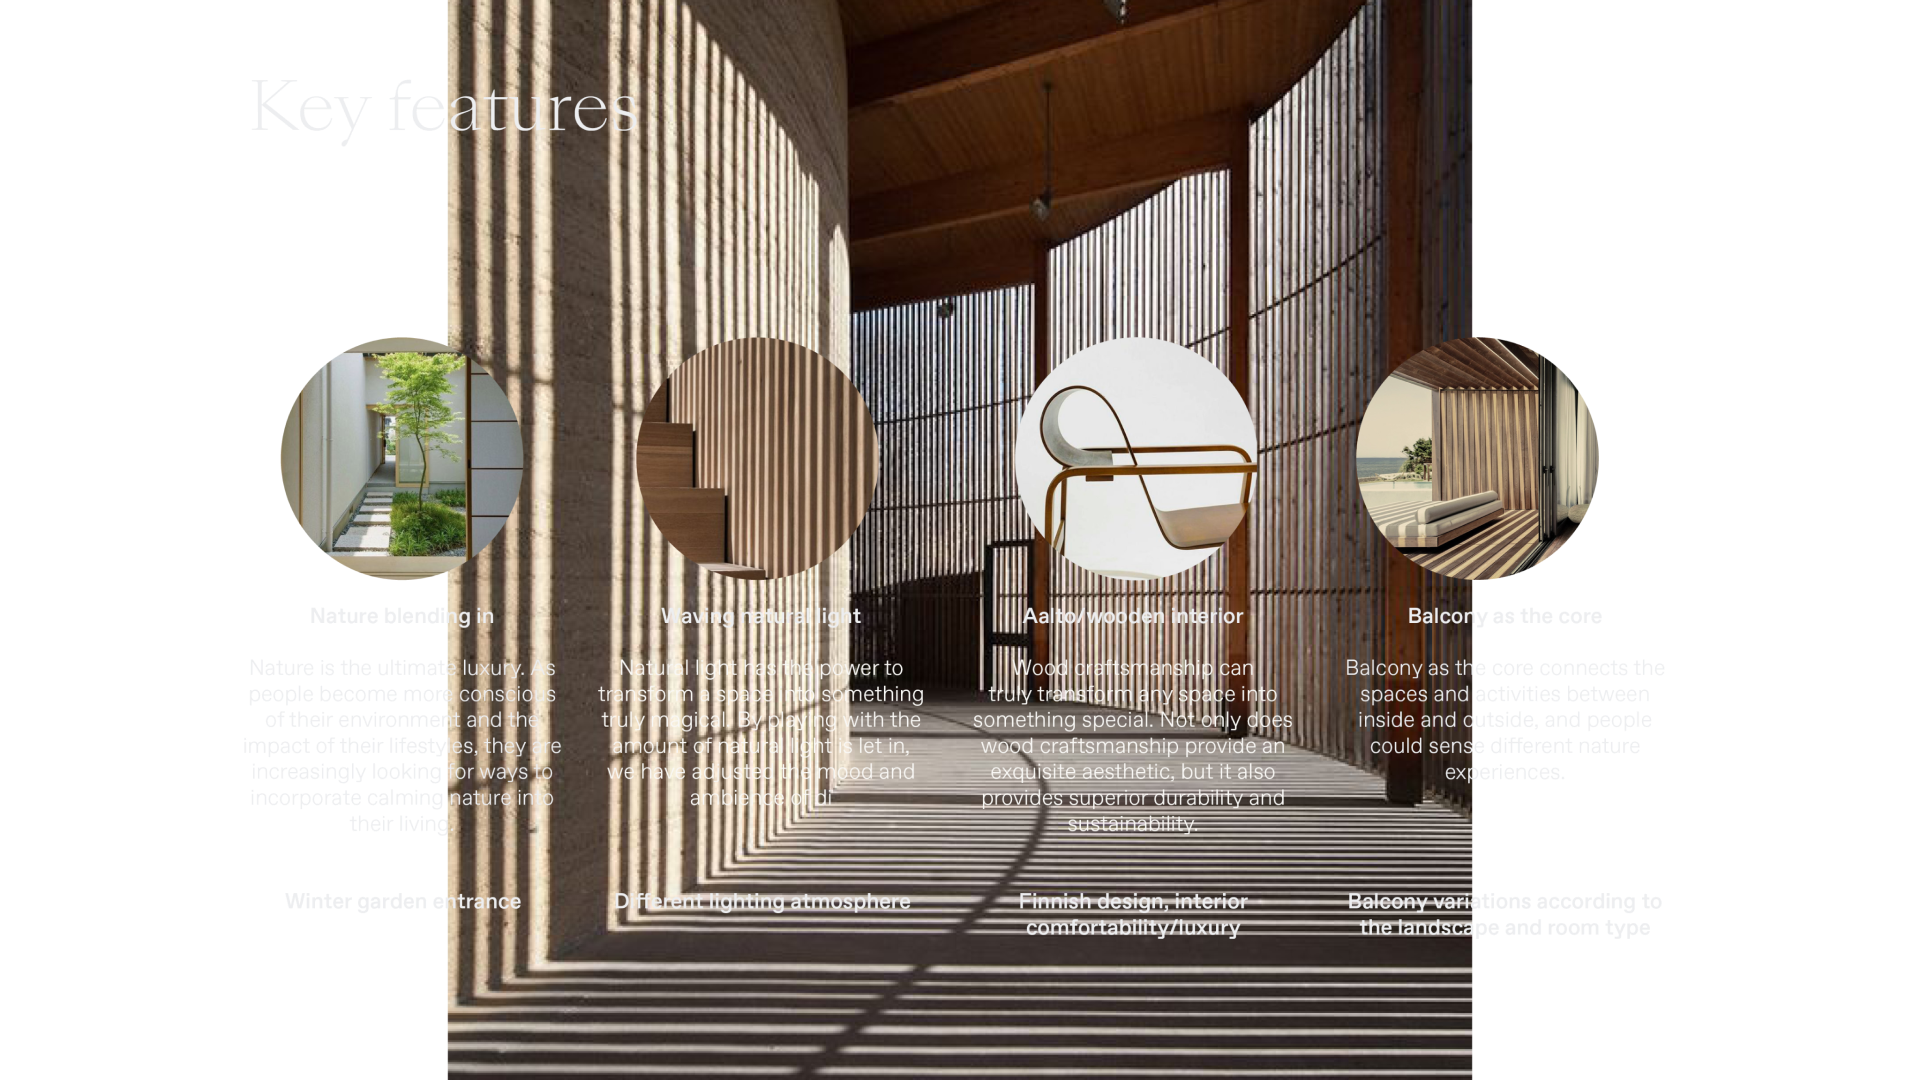 Key features
Nature blending in
Nature is the ultimate luxury. As
people become more conscious
of their environment and the
impact of their lifestyles, they are
increasingly looking for ways to
incorporate calming nature into
their living.
Winter garden entrance
Waving natural light
Natural light has the power to
transform a space into something
truly magical. By playing with the
amount of natural light is let in,
we have adjusted the mood and
ambience of di
Different lighting atmosphere
Aalto/wooden interior
Wood craftsmanship can
truly transform any space into
something special. Not only does
wood craftsmanship provide an
exquisite aesthetic, but it also
provides superior durability and
sustainability.
Finnish design, interior
comfortability/luxury
Balcony as the core
Balcony as the core connects the
spaces and activities between
inside and outside, and people
could sense different nature
experiences.
Balcony variations according to
the landscape and room type